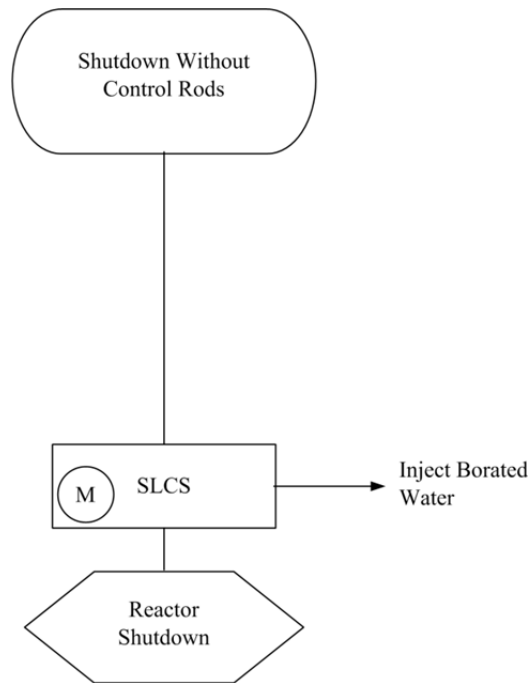 Shutdown Without
Control Rods
M
SLCS
Inject Borated
Water
Reactor
Shutdown